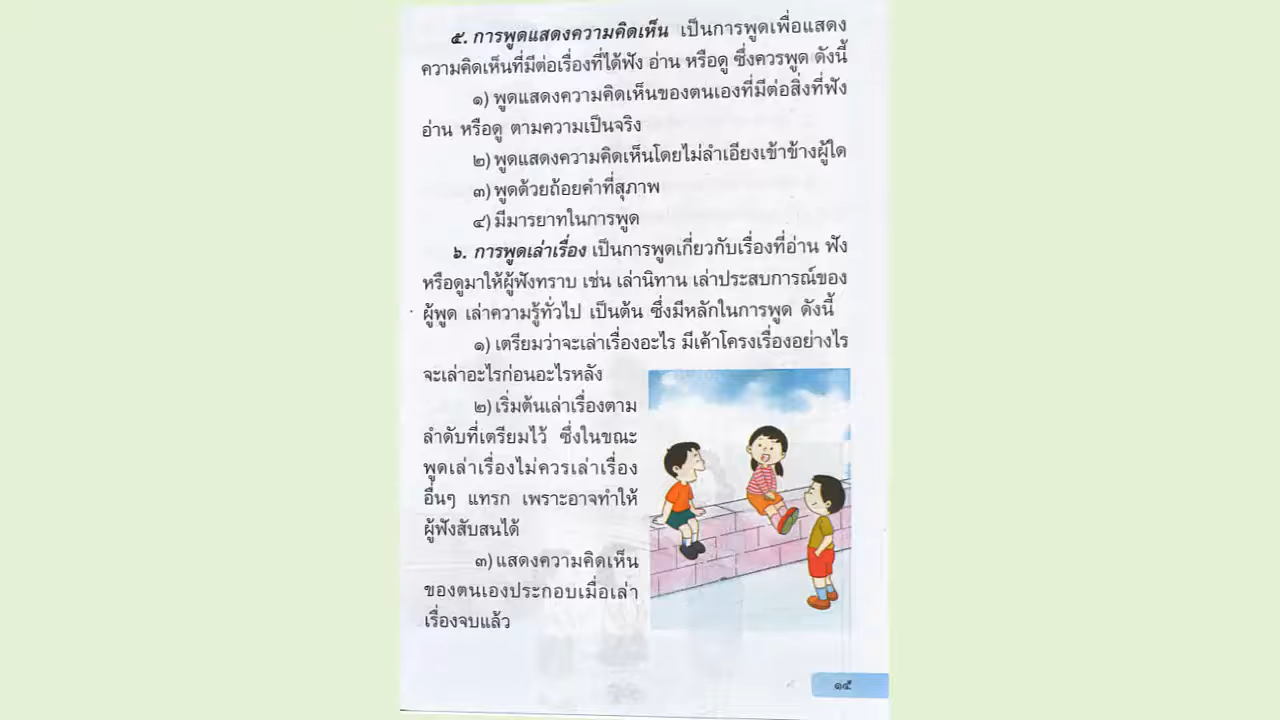 ๕. การพูดแสดงความคิดเห็น เป็นการพูดเพื่อแสดง
ความคิดเห็นที่มีต่อเรื่องที่ได้ฟัง อ่าน หรือดู ซึ่งควรพูด ดังนี้
๑) พูดแสดงความคิดเห็นของตนเองที่มีต่อสิ่งที่ฟัง
อ่าน หรือดู ตามความเป็นจริง
๒) พูดแสดงความคิดเห็นโดยไม่ลำเอียงเข้าข้างผู้ใด
๓) พูดด้วยถ้อยคำที่สุภาพ
๔) มีมารยาทในการพูด
๖. การพูดเล่าเรื่อง เป็นการพูดเกี่ยวกับเรื่องที่อ่าน ฟัง
หรือดูมาให้ผู้ฟังทราบ เช่น เล่านิทาน เล่าประสบการณ์ของ
ผู้พูด เล่าความรู้ทั่วไป เป็นต้น ซึ่งมีหลักในการพูด ดังนี้
๑) เตรียมว่าจะเล่าเรื่องอะไร มีเค้าโครงเรื่องอย่างไร
จะเล่าอะไรก่อนอะไรหลัง
๒) เริ่มต้นเล่าเรื่องตาม
ลำดับที่เตรียมไว้ ซึ่งในขณะ
พูดเล่าเรื่องไม่ควรเล่าเรื่อง
อื่นๆ แทรก เพราะอาจทำให้
ผู้ฟังสับสนได้
๓) แสดงความคิดเห็น
ของตนเองประกอบเมื่อเล่า
เรื่องจบแล้ว
๑๕